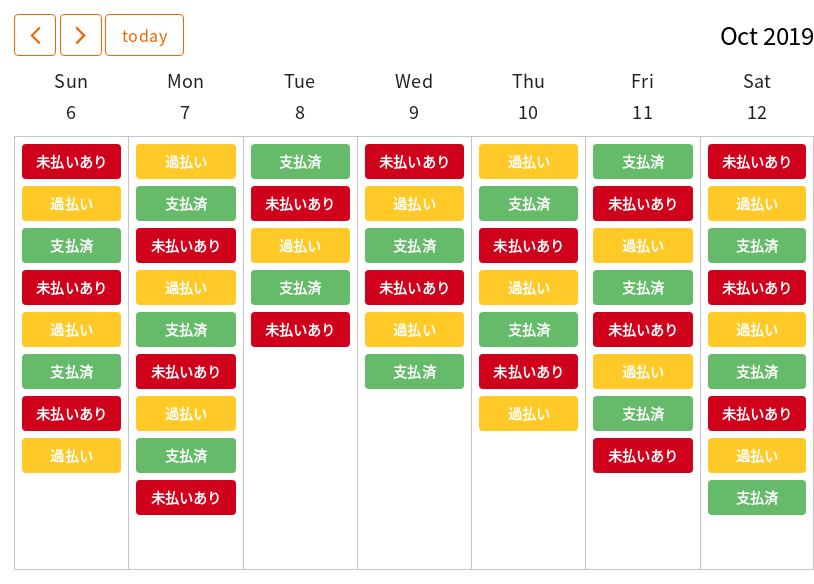 today
Oct 2019
Sun Mon Tue Wed Thu Fri Sat
6 7 8 9 10 11 12
未払いあり 過払い 支払済 未払いあり 過払い 支払済 未払いあり
過払い 支払済 未払いあり 過払い 支払済 未払いあり 過払い
支払済 未払いあり 過払い 支払済 未払いあり 過払い 支払済
未払いあり 過払い 支払済 未払いあり 過払い 支払済 未払いあり
過払い 支払済 未払いあり 過払い 支払済 未払いあり 過払い
支払済 未払いあり 支払済 未払いあり 過払い 支払済
未払いあり 過払い 過払い 支払済 未払いあり
過払い 支払済 未払いあり 過払い
未払いあり 支払済